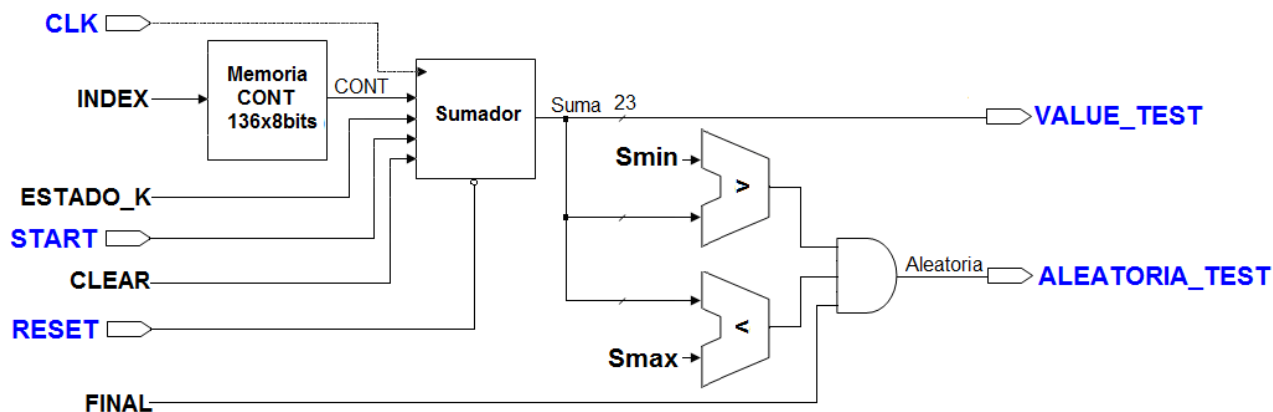 CLK
Memoria
CONT
136x8bits
INDEX
CONT
Sumador
Suma 23
VALUE_TEST
Smin
>
ESTADO_K
START
CLEAR
Aleatoria
ALEATORIA_TEST
RESET
<
Smax
FINAL